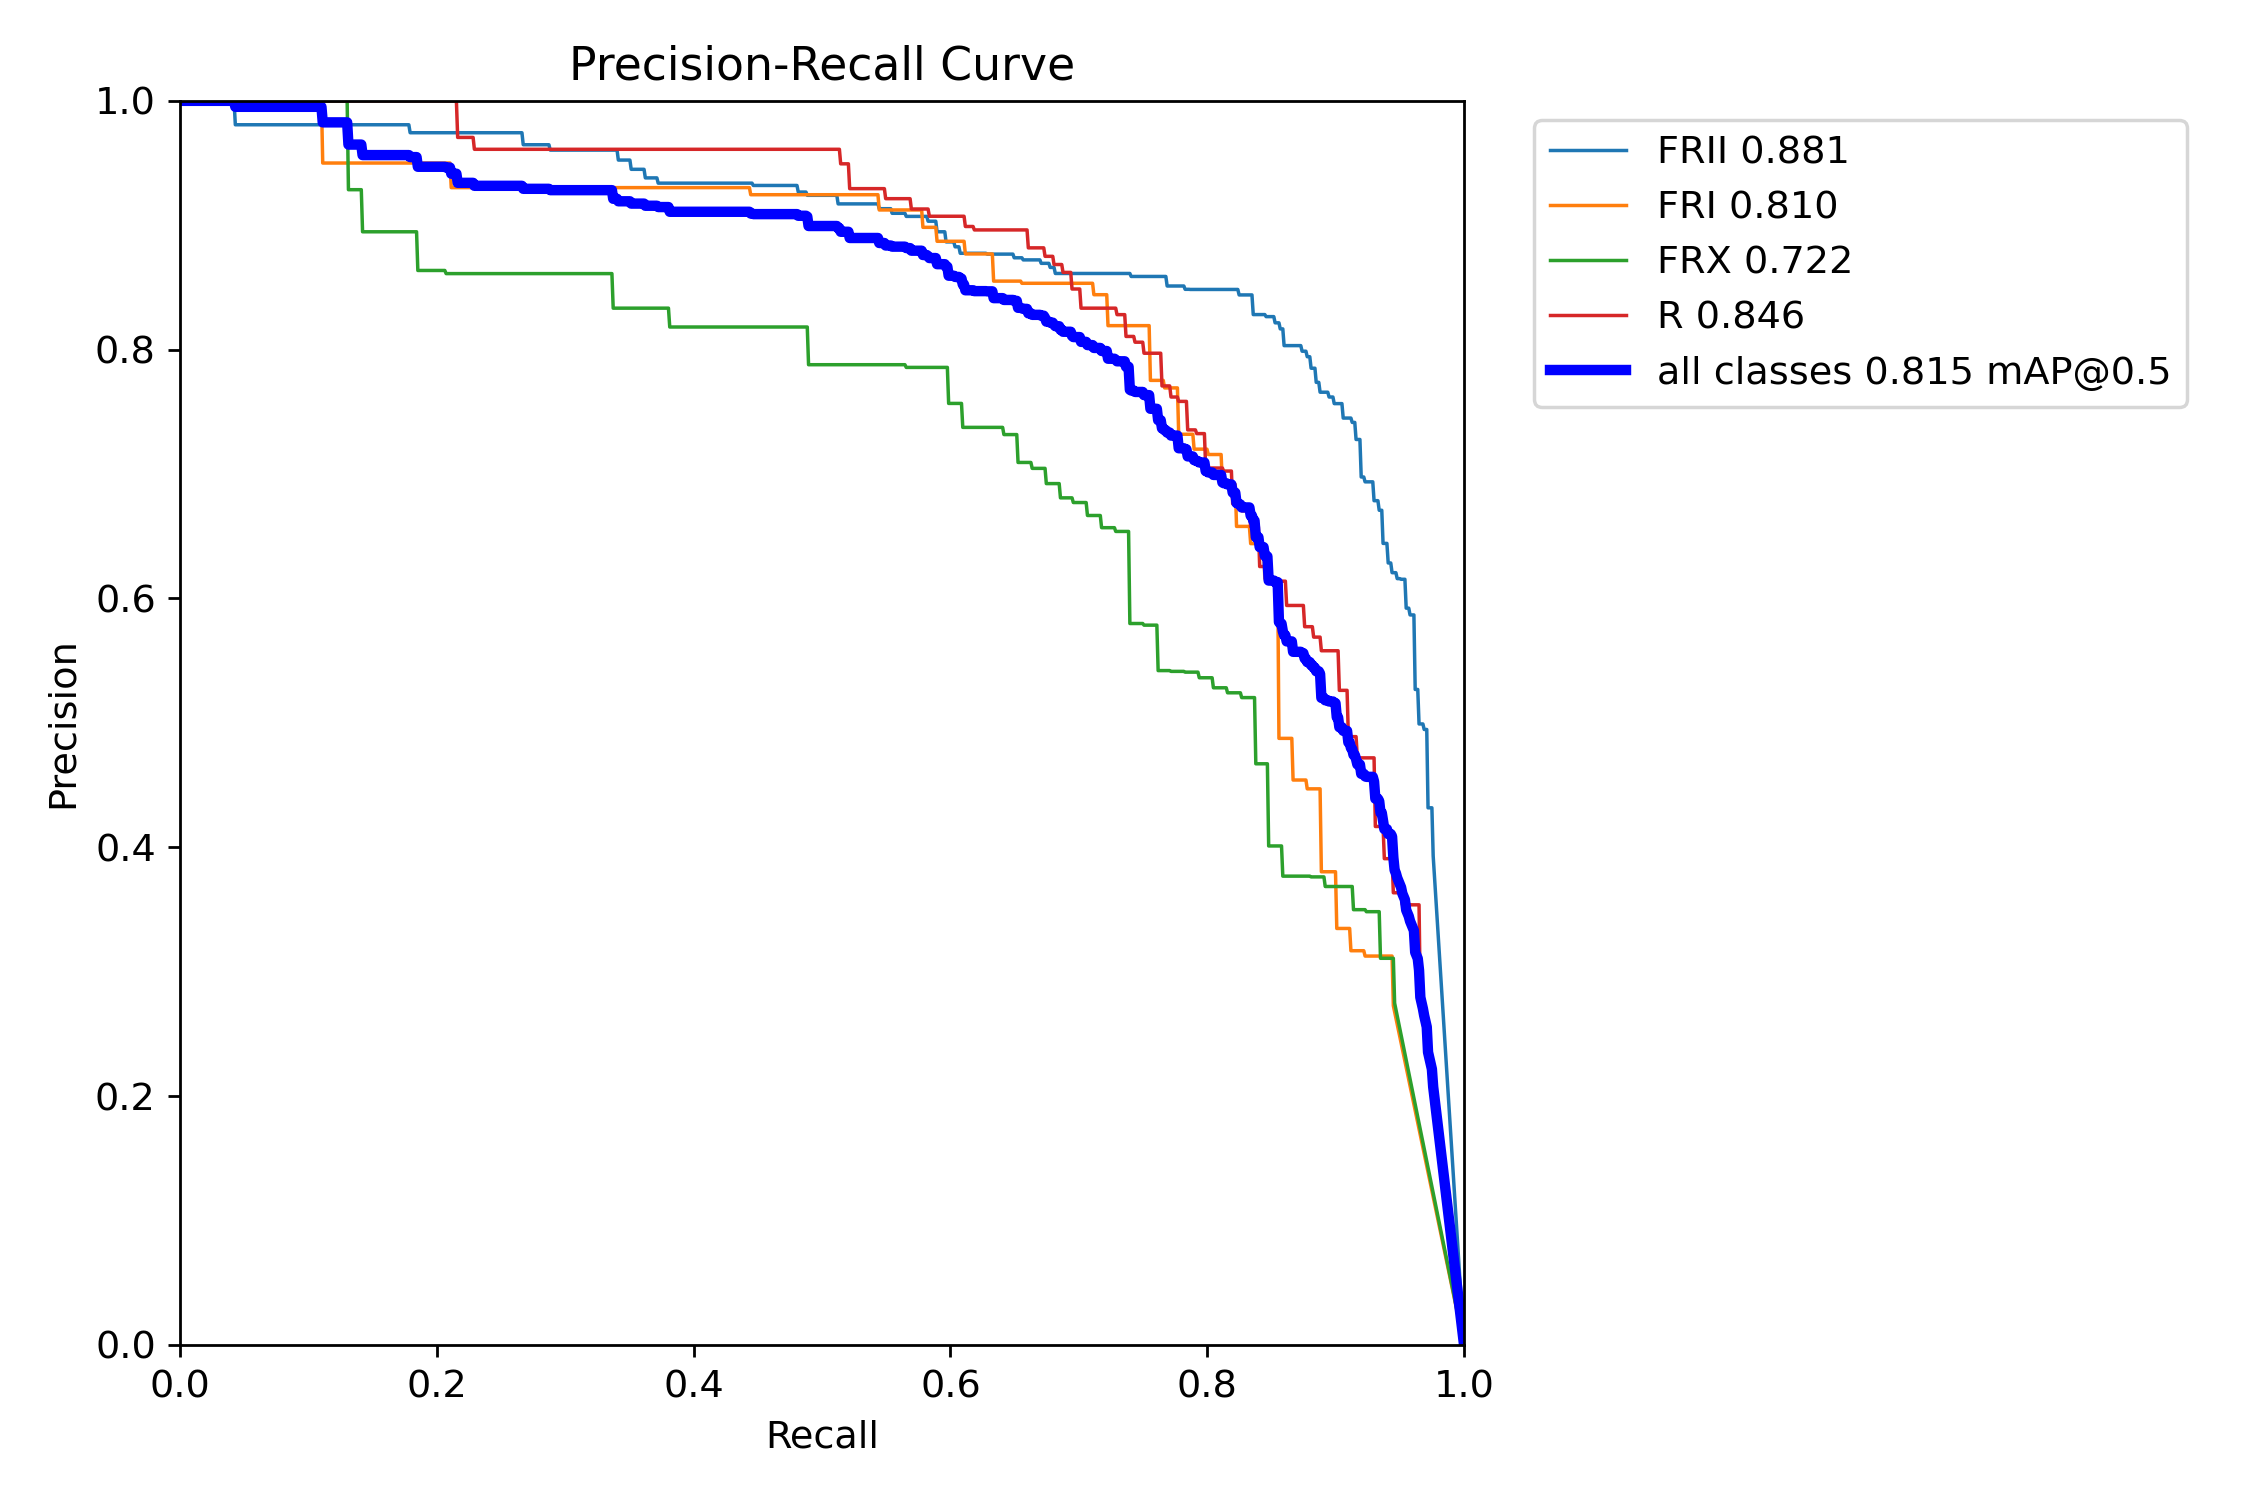 Precision-Recall Curve
1.0
0.8
0.6
0.4
0.2
0.0
Precision
0.0 0.2 0.4 0.6 0.8 1.0
Recall
FRII 0.881
FRI 0.810
FRX 0.722
R 0.846
all classes 0.815 mAP@0.5